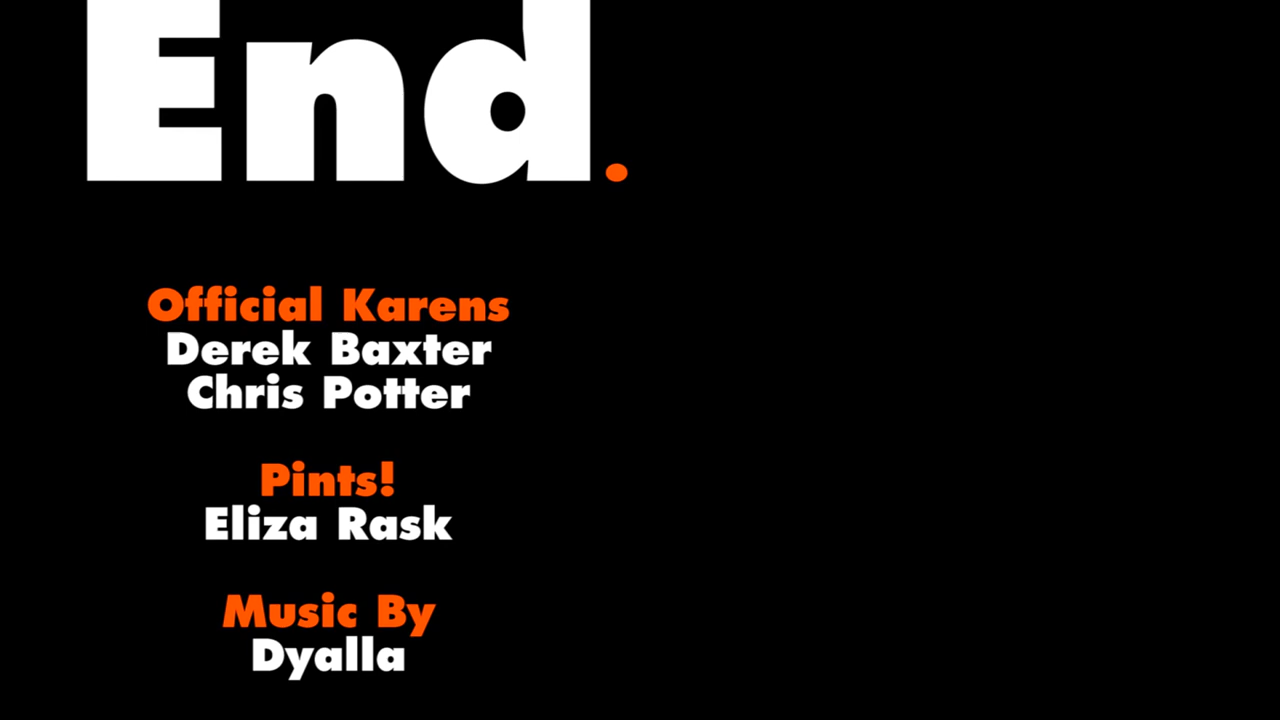 End.
Official Karens
Derek Baxter
Chris Potter
Pints!
Eliza Rask
Music By
Dyalla